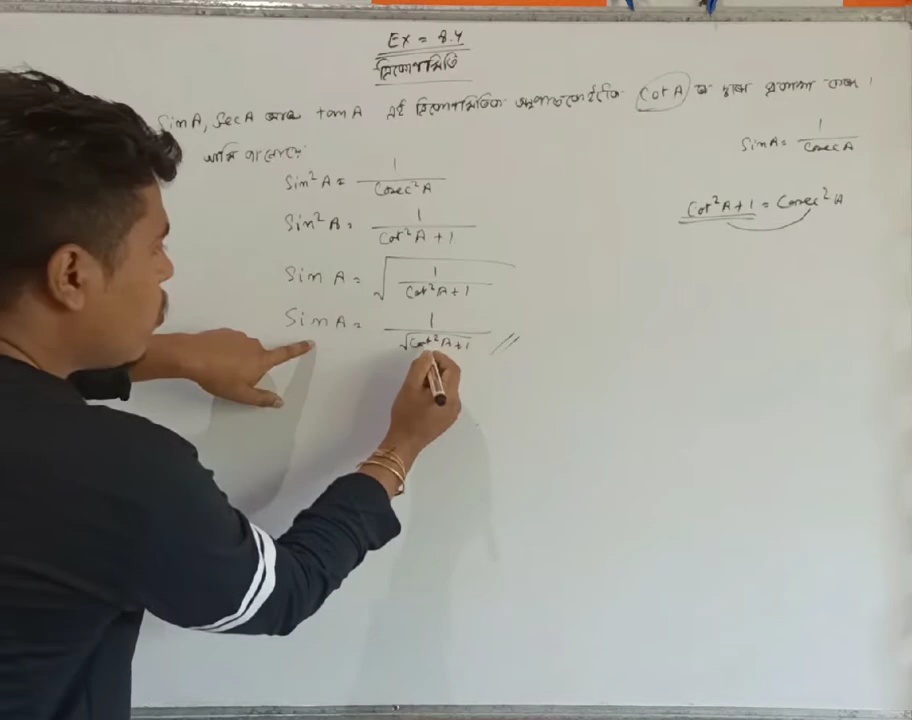 Ex = 8.4
ত্রিকোণমিতি
SinA, SecA আৰু tanA এই ত্রিকোণমিতিক অনুপাতকেইটাক CotA ৰ দ্বাৰা প্ৰকাশ কৰা।
আমি পাওঁ যে
SinA = 1/CosecA
Sin²A = 1/Cosec²A
Cot²A + 1 = Cosec²A
Sin²A = 1/Cot²A + 1
Sin A = √1/Cot²A + 1
Sin A = 1/√Cot²A + 1 //